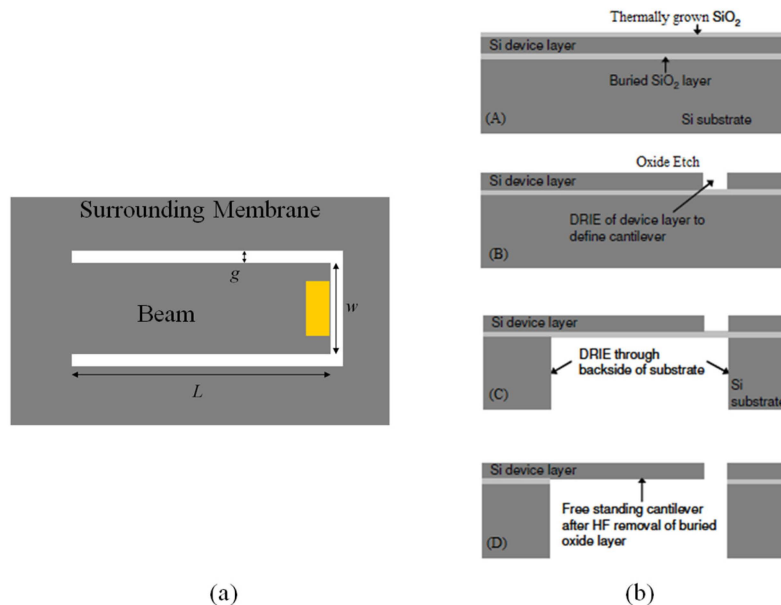 Surrounding Membrane
g
Beam
w
L
(a)
Thermally grown SiO2
Si device layer
Buried SiO2 layer
(A)
Si substrate
Oxide Etch
Si device layer
DRIE of device layer to
define cantilever
(B)
Si device layer
DRIE through
backside of substrate
Si
substrate
(C)
Si device layer
Free standing cantilever
after HF removal of buried
oxide layer
(D)
(b)